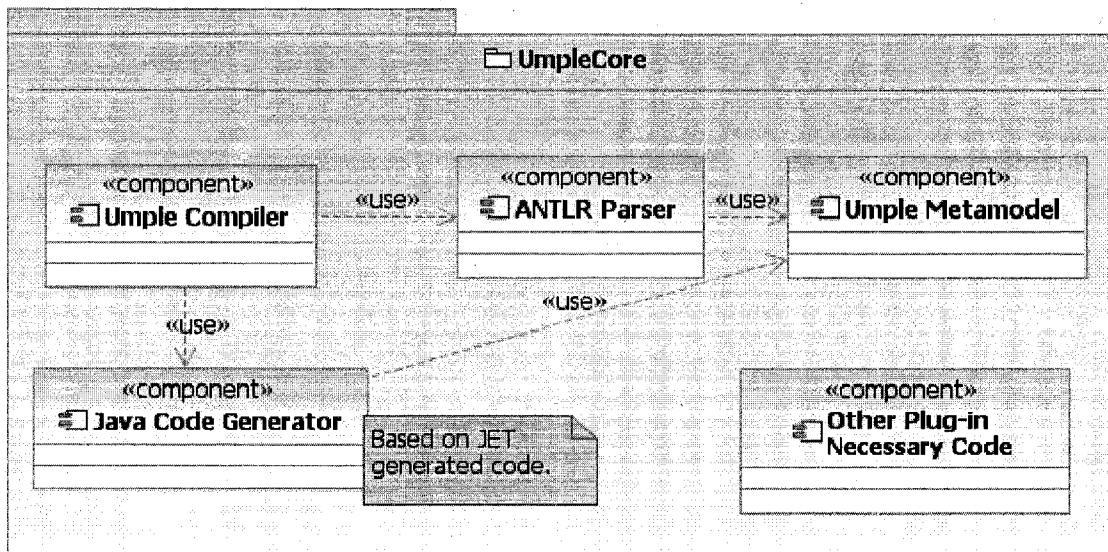 UmpleCore
«component»
Umple Compiler
«use»
«component»
ANTLR Parser
«use»
«component»
Umple Metamodel
«use»
«use»
«component»
Java Code Generator
Based on JET
generated code.
«component»
Other Plug-in
Necessary Code